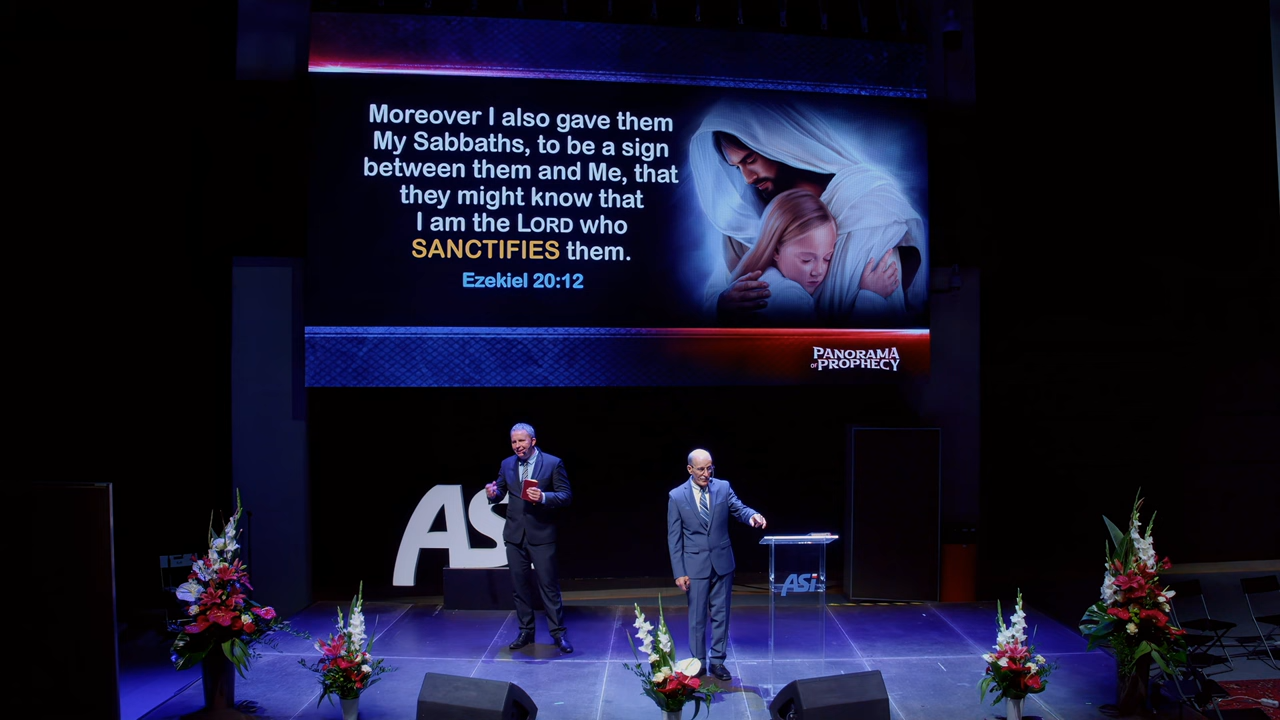 Moreover I also gave them
My Sabbaths, to be a sign
between them and Me, that
they might know that
I am the LORD who
SANCTIFIES them.
Ezekiel 20:12
PANORAMA
OF PROPHECY
AS
ASi